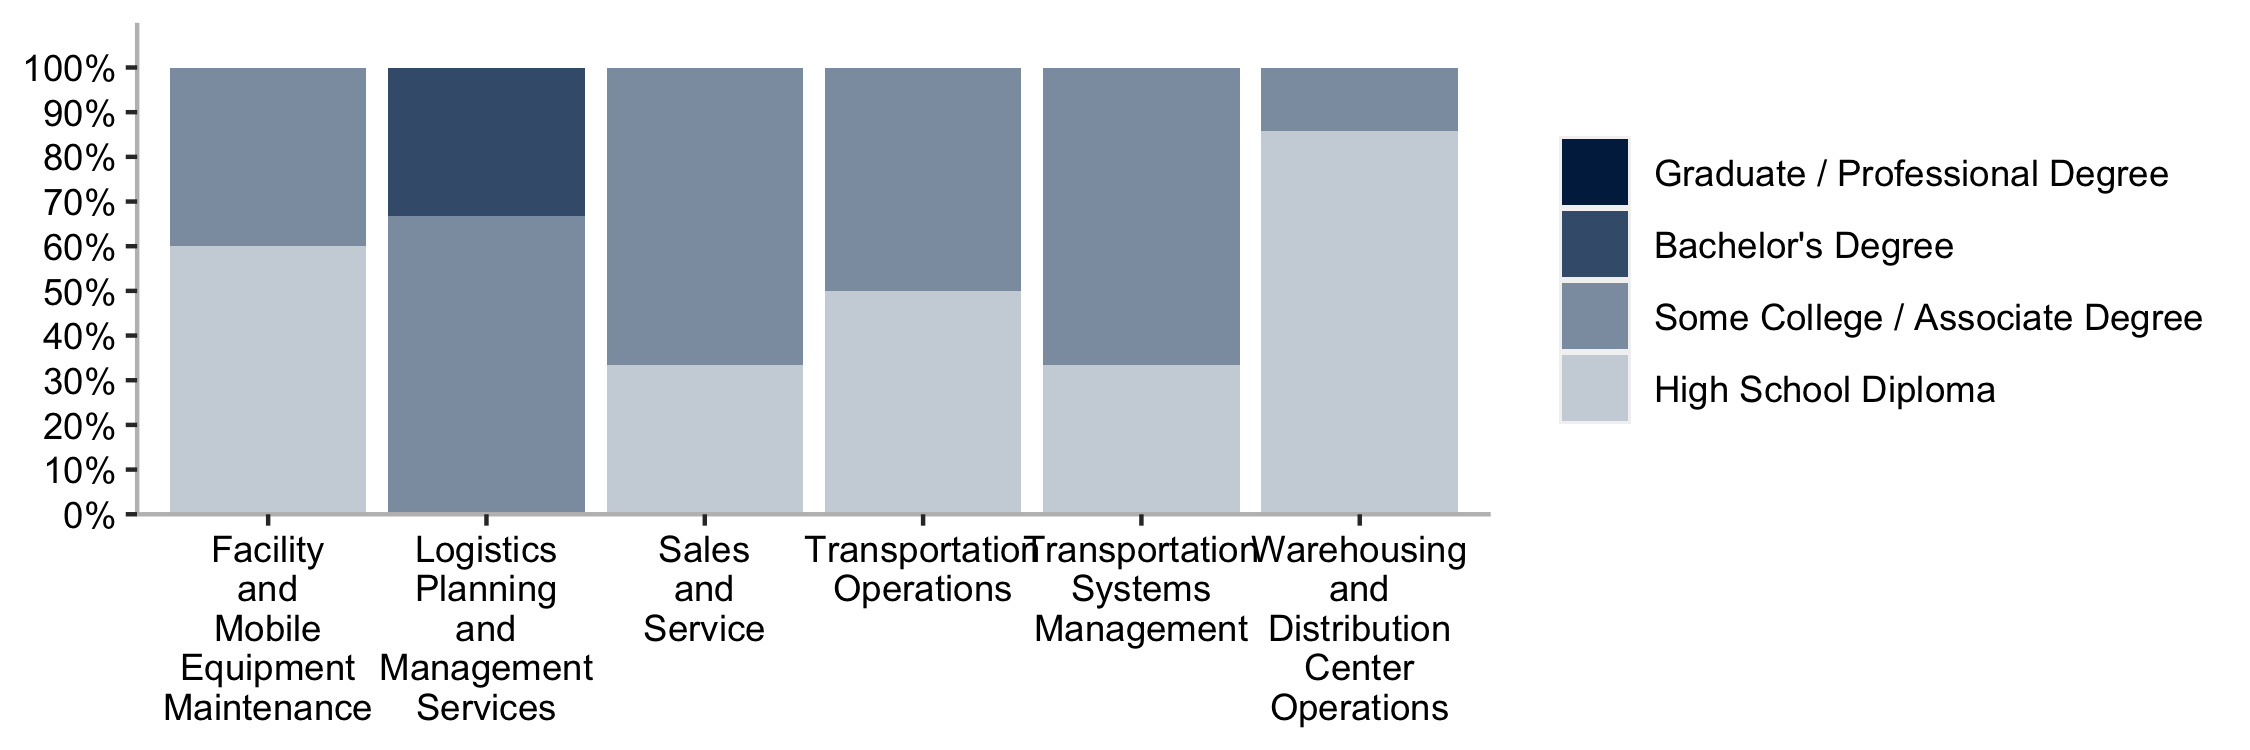 100%
90%
80%
70%
60%
50%
40%
30%
20%
10%
0%
Facility
and
Mobile
Equipment
Maintenance
Logistics
Planning
and
Management
Services
Sales
and
Service
Transportation
Operations
Transportation
Systems
Management
Warehousing
and
Distribution
Center
Operations
Graduate / Professional Degree
Bachelor's Degree
Some College / Associate Degree
High School Diploma